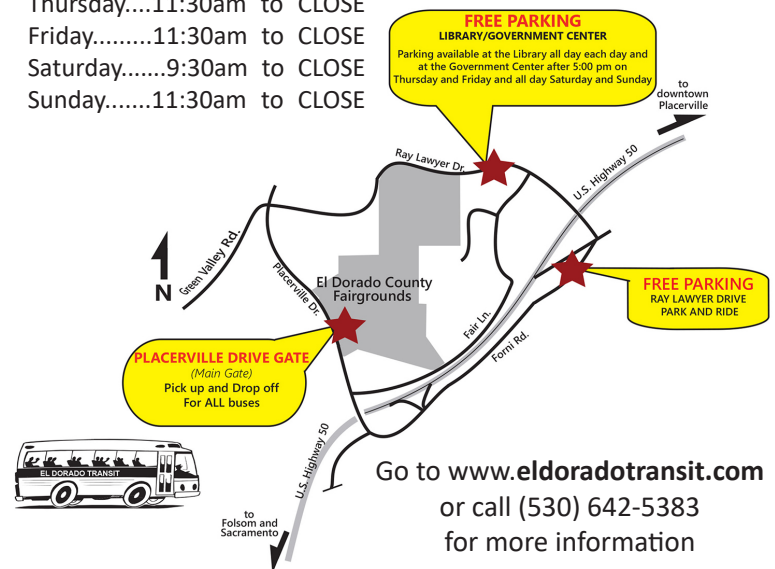 Thursday....11:30am to CLOSE
Friday.........11:30am to CLOSE
Saturday.......9:30am to CLOSE
Sunday.......11:30am to CLOSE
FREE PARKING
LIBRARY/GOVERNMENT CENTER
Parking available at the Library all day each day and
at the Government Center after 5:00 pm on
Thursday and Friday and all day Saturday and Sunday
to
downtown
Placerville
Ray Lawyer Dr.
U.S. Highway 50
Green Valley Rd.
N
Placerville Dr.
El Dorado County
Fairgrounds
FREE PARKING
RAY LAWYER DRIVE
PARK AND RIDE
Fair Ln.
Forni Rd.
PLACERVILLE DRIVE GATE
(Main Gate)
Pick up and Drop off
For ALL buses
EL DORADO TRANSIT
U.S. Highway 50
to
Folsom and
Sacramento
Go to www.eldoradotransit.com
or call (530) 642-5383
for more information